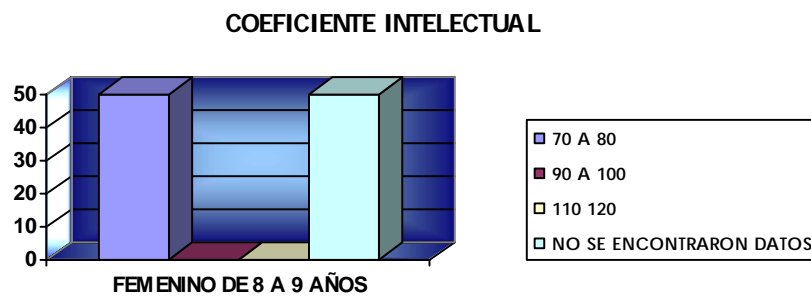 COEFICIENTE INTELECTUAL
50
40
30
20
10
0
FEMENINO DE 8 A 9 AÑOS
70 A 80
90 A 100
110 120
NO SE ENCONTRARON DATOS